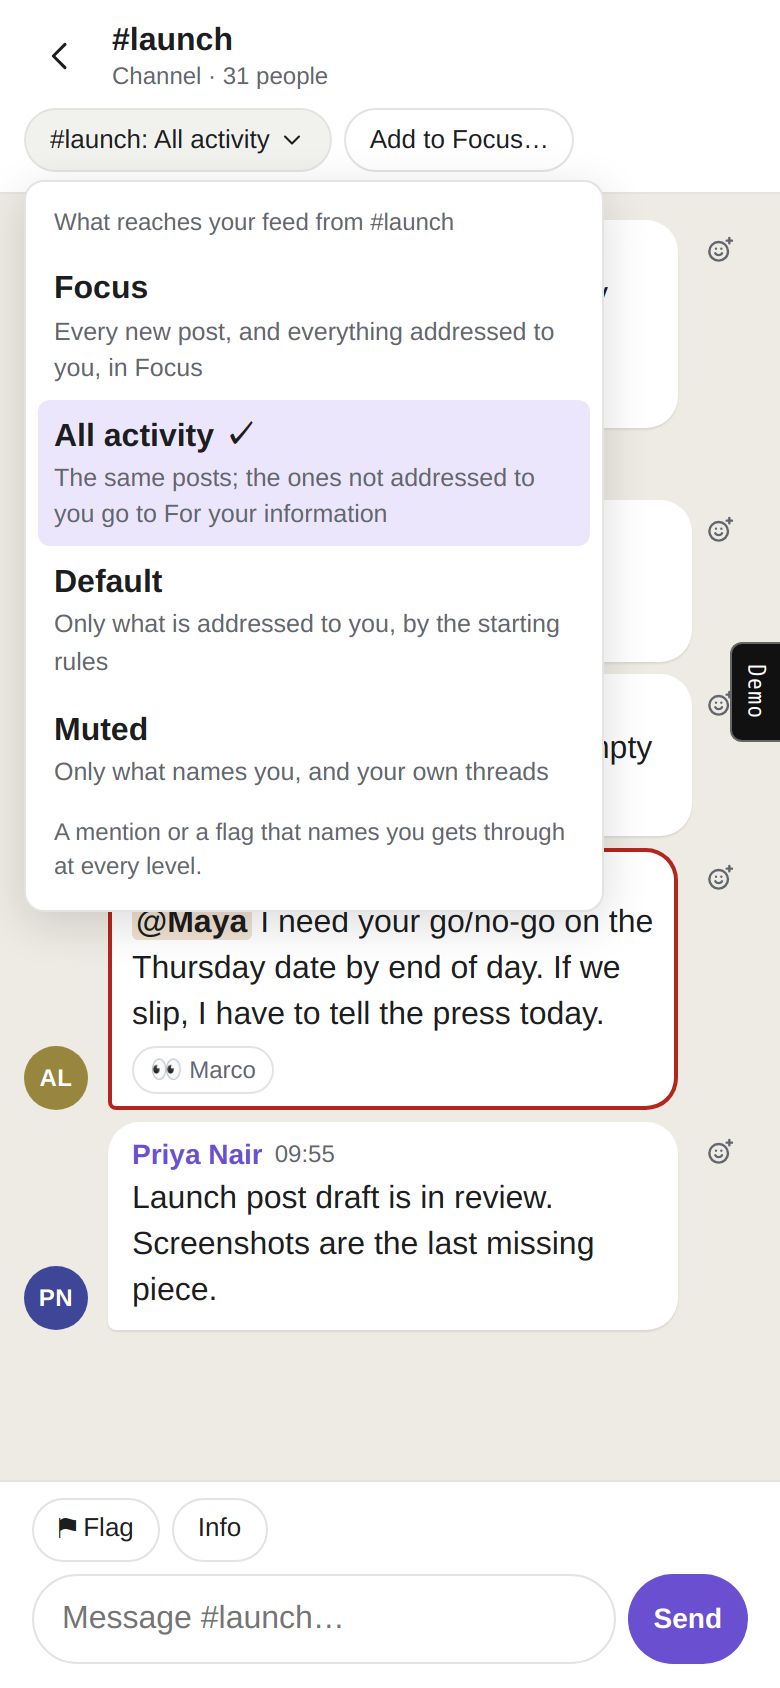 #launch
Channel · 31 people
#launch: All activity
Add to Focus…
What reaches your feed from #launch
Focus
Every new post, and everything addressed to
you, in Focus
All activity ✓
The same posts; the ones not addressed to
you go to For your information
Default
Only what is addressed to you, by the starting
rules
Muted
Only what names you, and your own threads
A mention or a flag that names you gets through
at every level.
Demo
@Maya I need your go/no-go on the
Thursday date by end of day. If we
slip, I have to tell the press today.
👀 Marco
AL
Priya Nair 09:55
Launch post draft is in review.
Screenshots are the last missing
piece.
PN
Flag
Info
Message #launch…
Send